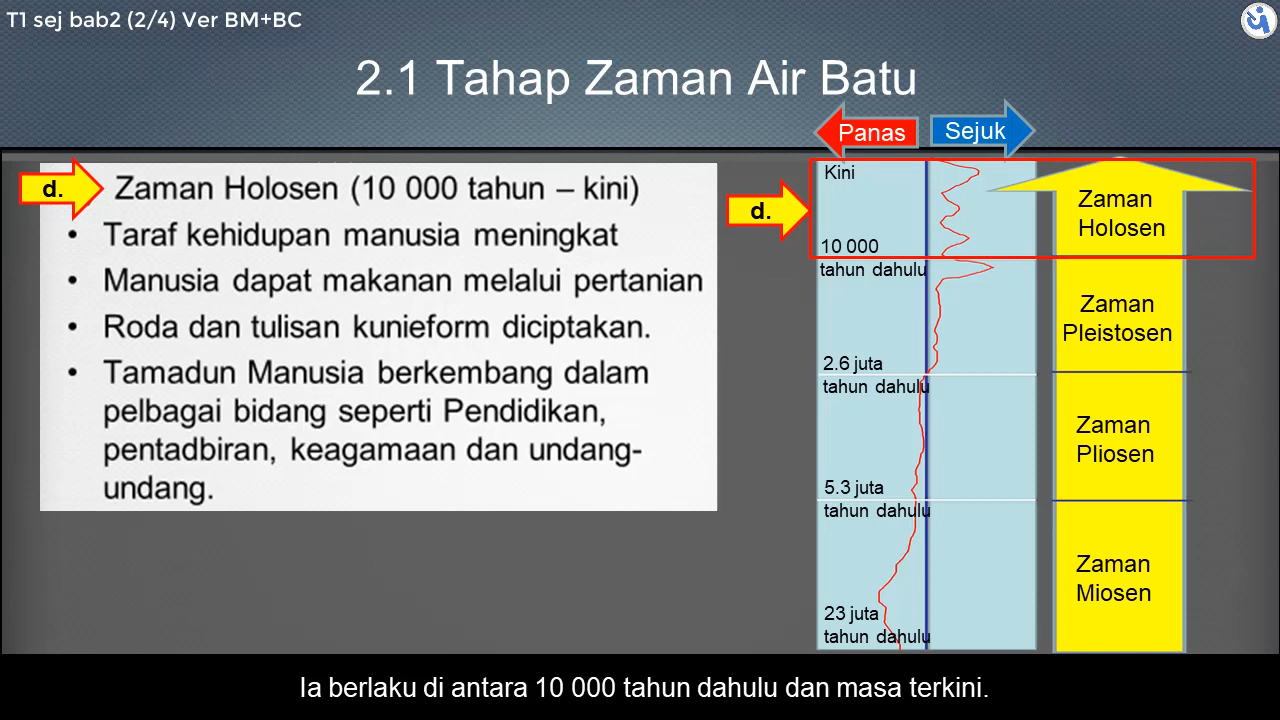 T1 sej bab2 (2/4) Ver BM+BC
2.1 Tahap Zaman Air Batu
Panas
Sejuk
d.
Zaman Holosen (10 000 tahun – kini)
• Taraf kehidupan manusia meningkat
• Manusia dapat makanan melalui pertanian
• Roda dan tulisan kunieform diciptakan.
• Tamadun Manusia berkembang dalam
pelbagai bidang seperti Pendidikan,
pentadbiran, keagamaan dan undang-
undang.
d.
Kini
10 000
tahun dahulu
2.6 juta
tahun dahulu
5.3 juta
tahun dahulu
23 juta
tahun dahulu
Zaman
Holosen
Zaman
Pleistosen
Zaman
Pliosen
Zaman
Miosen
Ia berlaku di antara 10 000 tahun dahulu dan masa terkini.